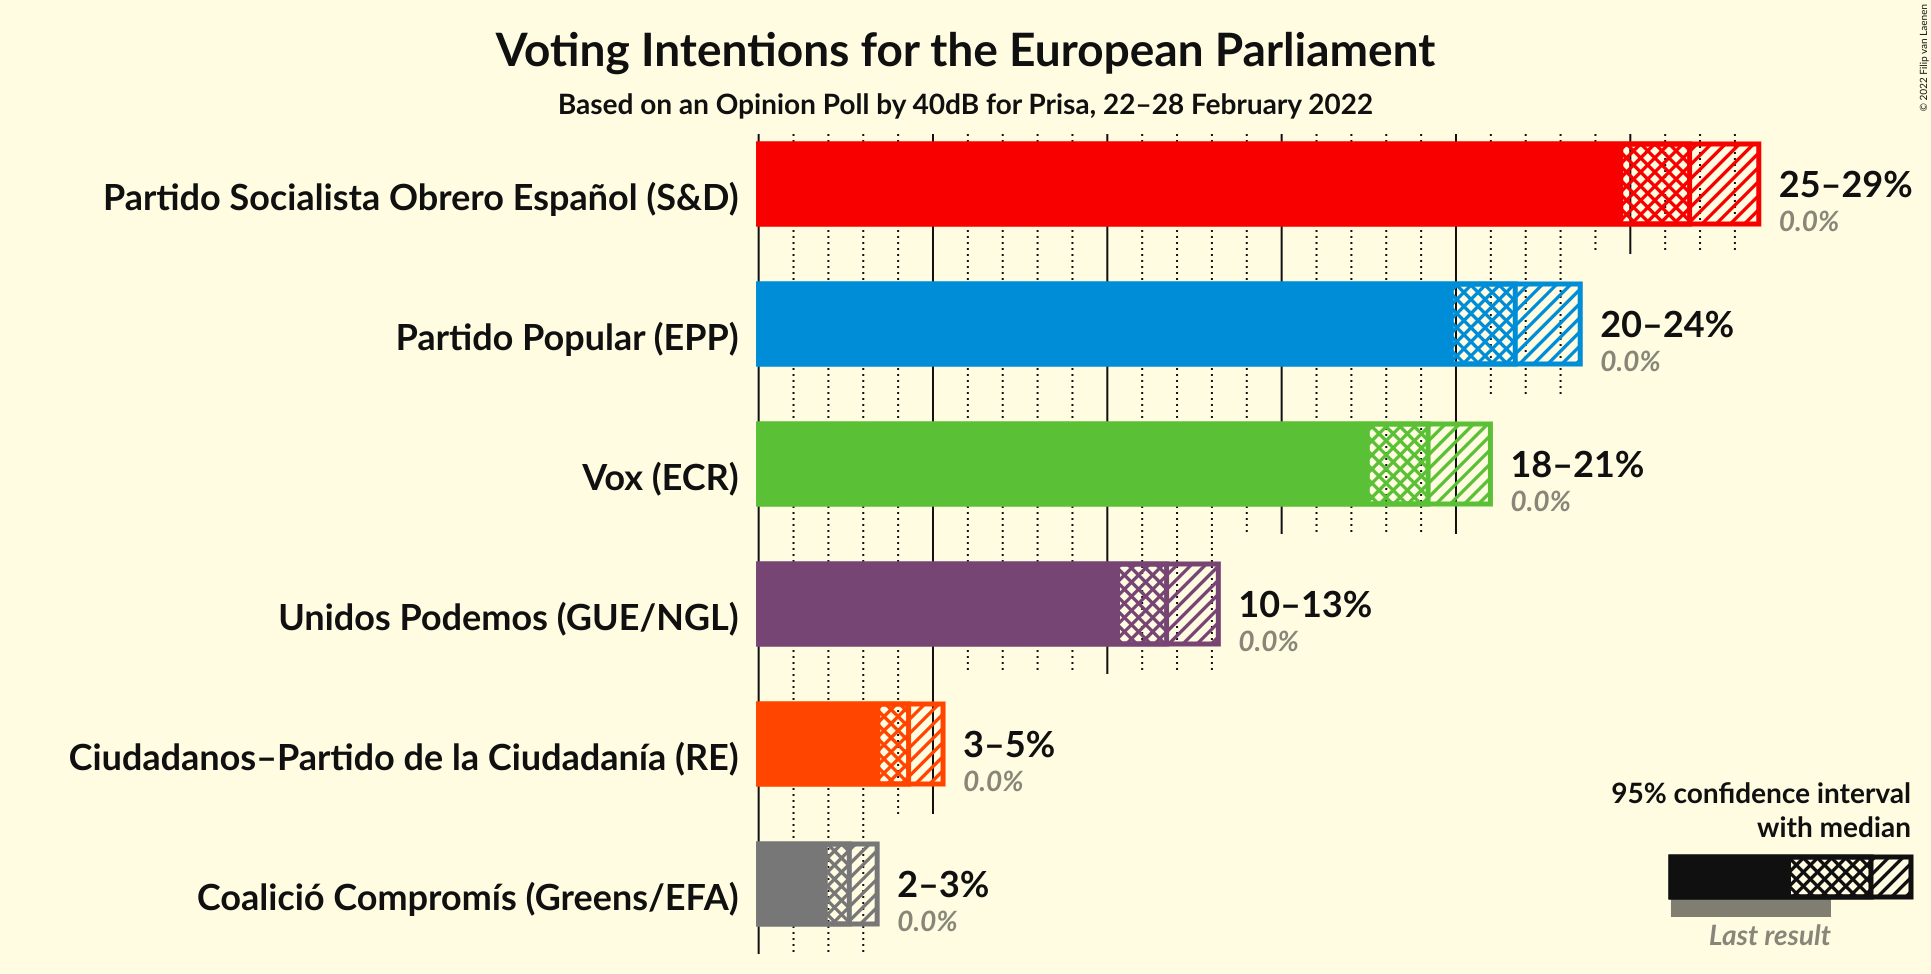 Voting Intentions for the European Parliament
Based on an Opinion Poll by 40dB for Prisa, 22–28 February 2022
© 2022 Filip van Laenen
Partido Socialista Obrero Español (S&D)
25–29%
0.0%
Partido Popular (EPP)
20–24%
0.0%
Vox (ECR)
18–21%
0.0%
Unidos Podemos (GUE/NGL)
10–13%
0.0%
Ciudadanos–Partido de la Ciudadanía (RE)
3–5%
0.0%
Coalició Compromís (Greens/EFA)
2–3%
0.0%
95% confidence interval
with median
Last result